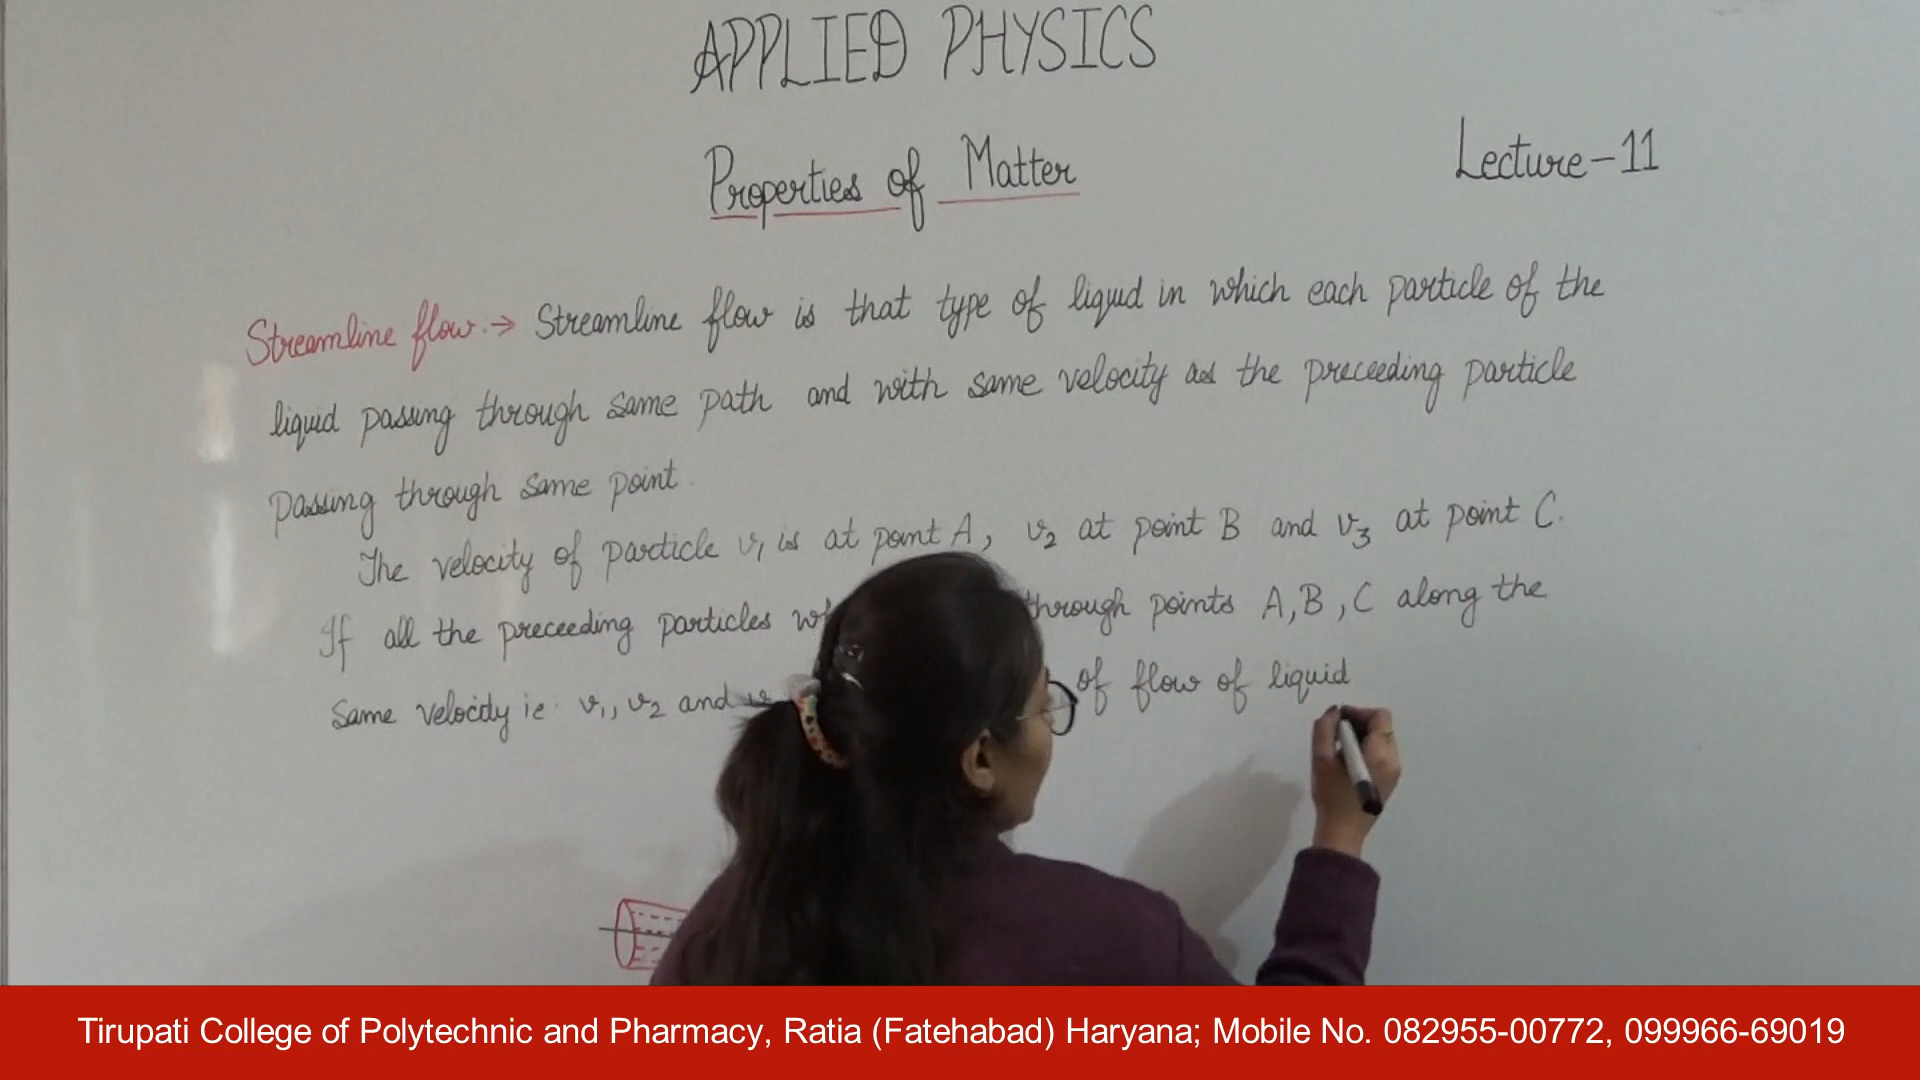 APPLIED PHYSICS
Properties of Matter
Lecture-11
Streamline flow:→ Streamline flow is that type of liquid in which each particle of the
liquid passing through same path and with same velocity as the preceeding particle
passing through same point.
The velocity of particle v₁ is at point A, v₂ at point B and v₃ at point C.
If all the preceeding particles through points A, B, C along the
Same velocity ie. v₁, v₂ and of flow of liquid
Tirupati College of Polytechnic and Pharmacy, Ratia (Fatehabad) Haryana; Mobile No. 082955-00772, 099966-69019